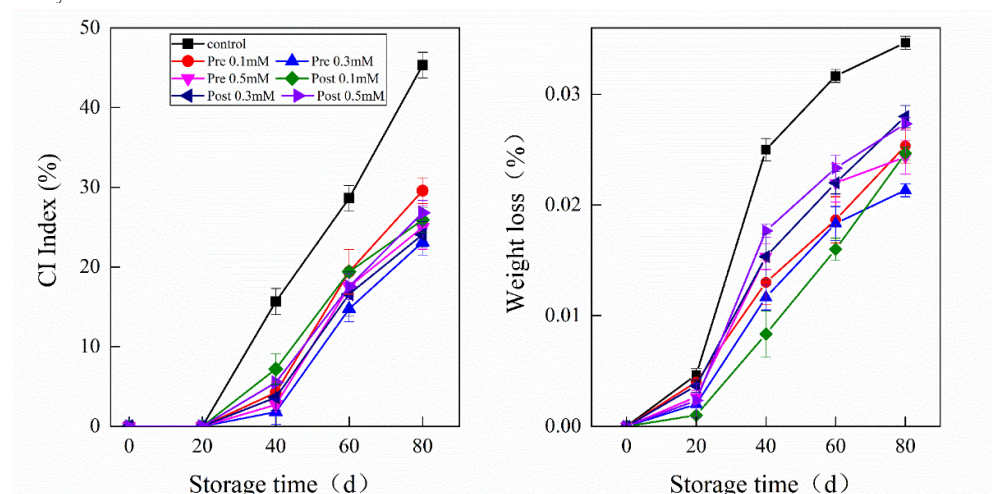 50
40
30
20
10
0
CI Index (%)
control
Pre 0.1mM Pre 0.3mM
Pre 0.5mM Post 0.1mM
Post 0.3mM Post 0.5mM
0 20 40 60 80
Storage time（d）
0.03
0.02
0.01
0.00
Weight loss（%）
0 20 40 60 80
Storage time（d）